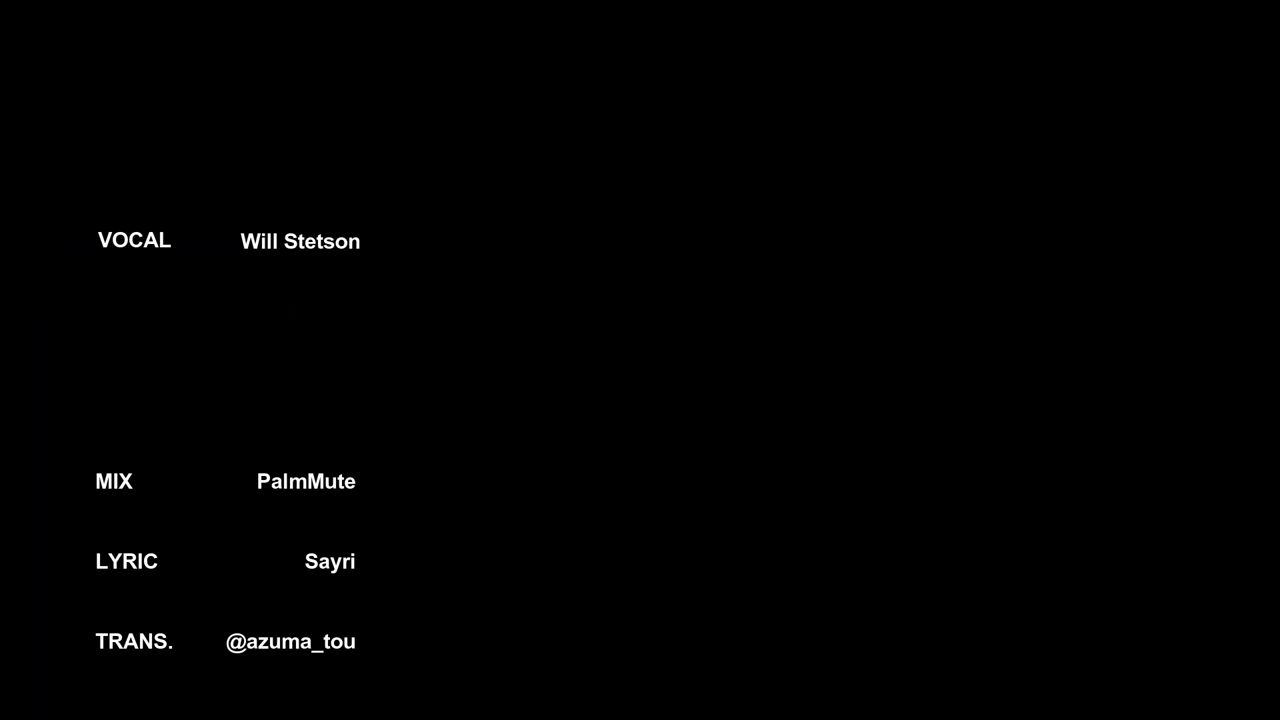 VOCAL Will Stetson
MIX PalmMute
LYRIC Sayri
TRANS. @azuma_tou